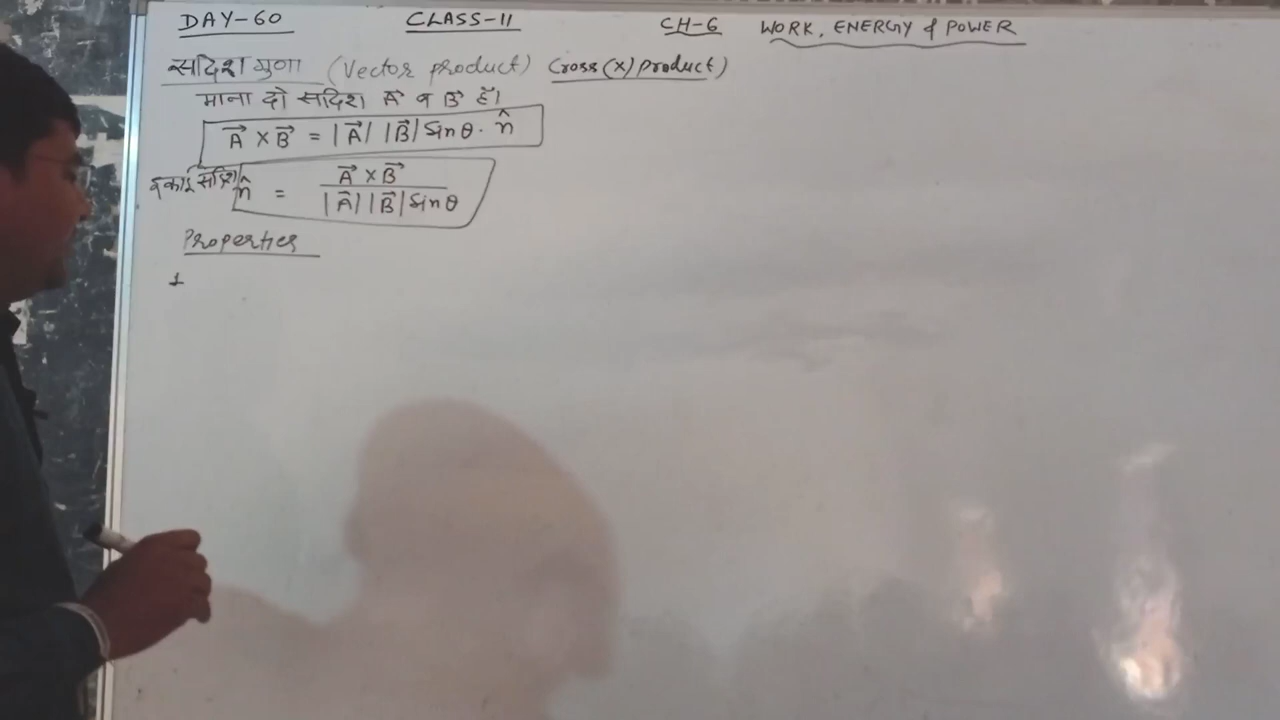 DAY-60 CLASS-11 CH-6 WORK, ENERGY & POWER
सदिश गुणा (Vector product) Cross(X) product)
माना दो सदिश A⃗ व B⃗ हैं।
A⃗ × B⃗ = |A⃗| |B⃗| Sinθ · n̂
इकाई सदिश n̂ = A⃗ × B⃗ / |A⃗| |B⃗| Sinθ
Properties
1